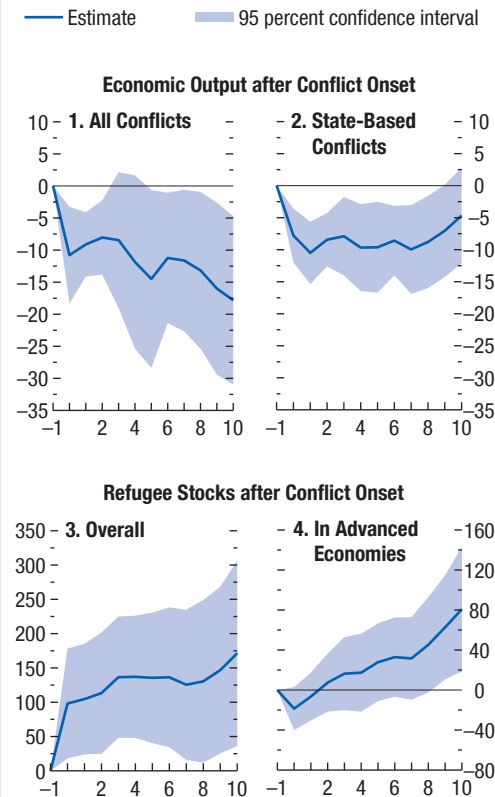 Estimate 95 percent confidence interval
Economic Output after Conflict Onset
1. All Conflicts
2. State-Based
Conflicts
10
5
0
−5
−10
−15
−20
−25
−30
−35
−1 2 4 6 8 10
10
5
0
−5
−10
−15
−20
−25
−30
−35
−1 2 4 6 8 10
Refugee Stocks after Conflict Onset
3. Overall
4. In Advanced
Economies
350
300
250
200
150
100
50
0
−1 2 4 6 8 10
160
120
80
40
0
−40
−80
−1 2 4 6 8 10